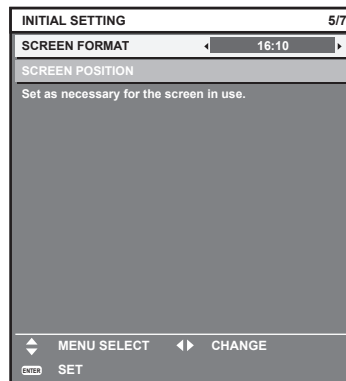 INITIAL SETTING 5/7
SCREEN FORMAT 16:10
SCREEN POSITION
Set as necessary for the screen in use.
MENU SELECT CHANGE
ENTER SET